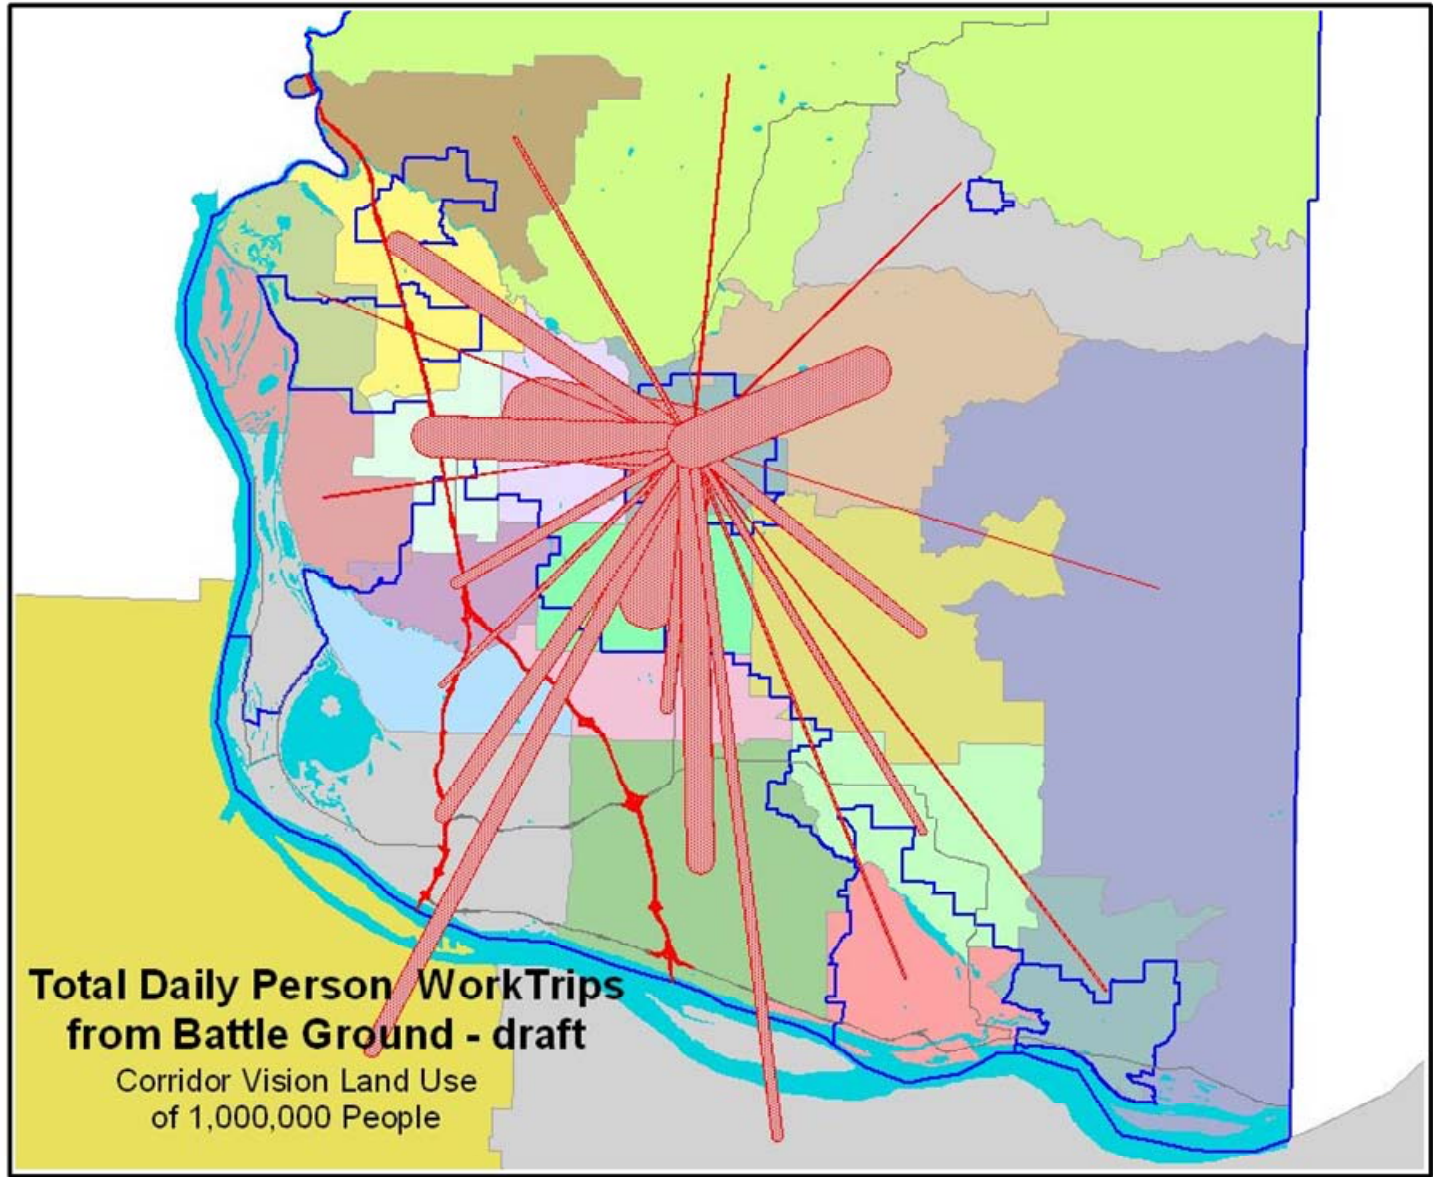 Total Daily Person WorkTrips
from Battle Ground - draft
Corridor Vision Land Use
of 1,000,000 People